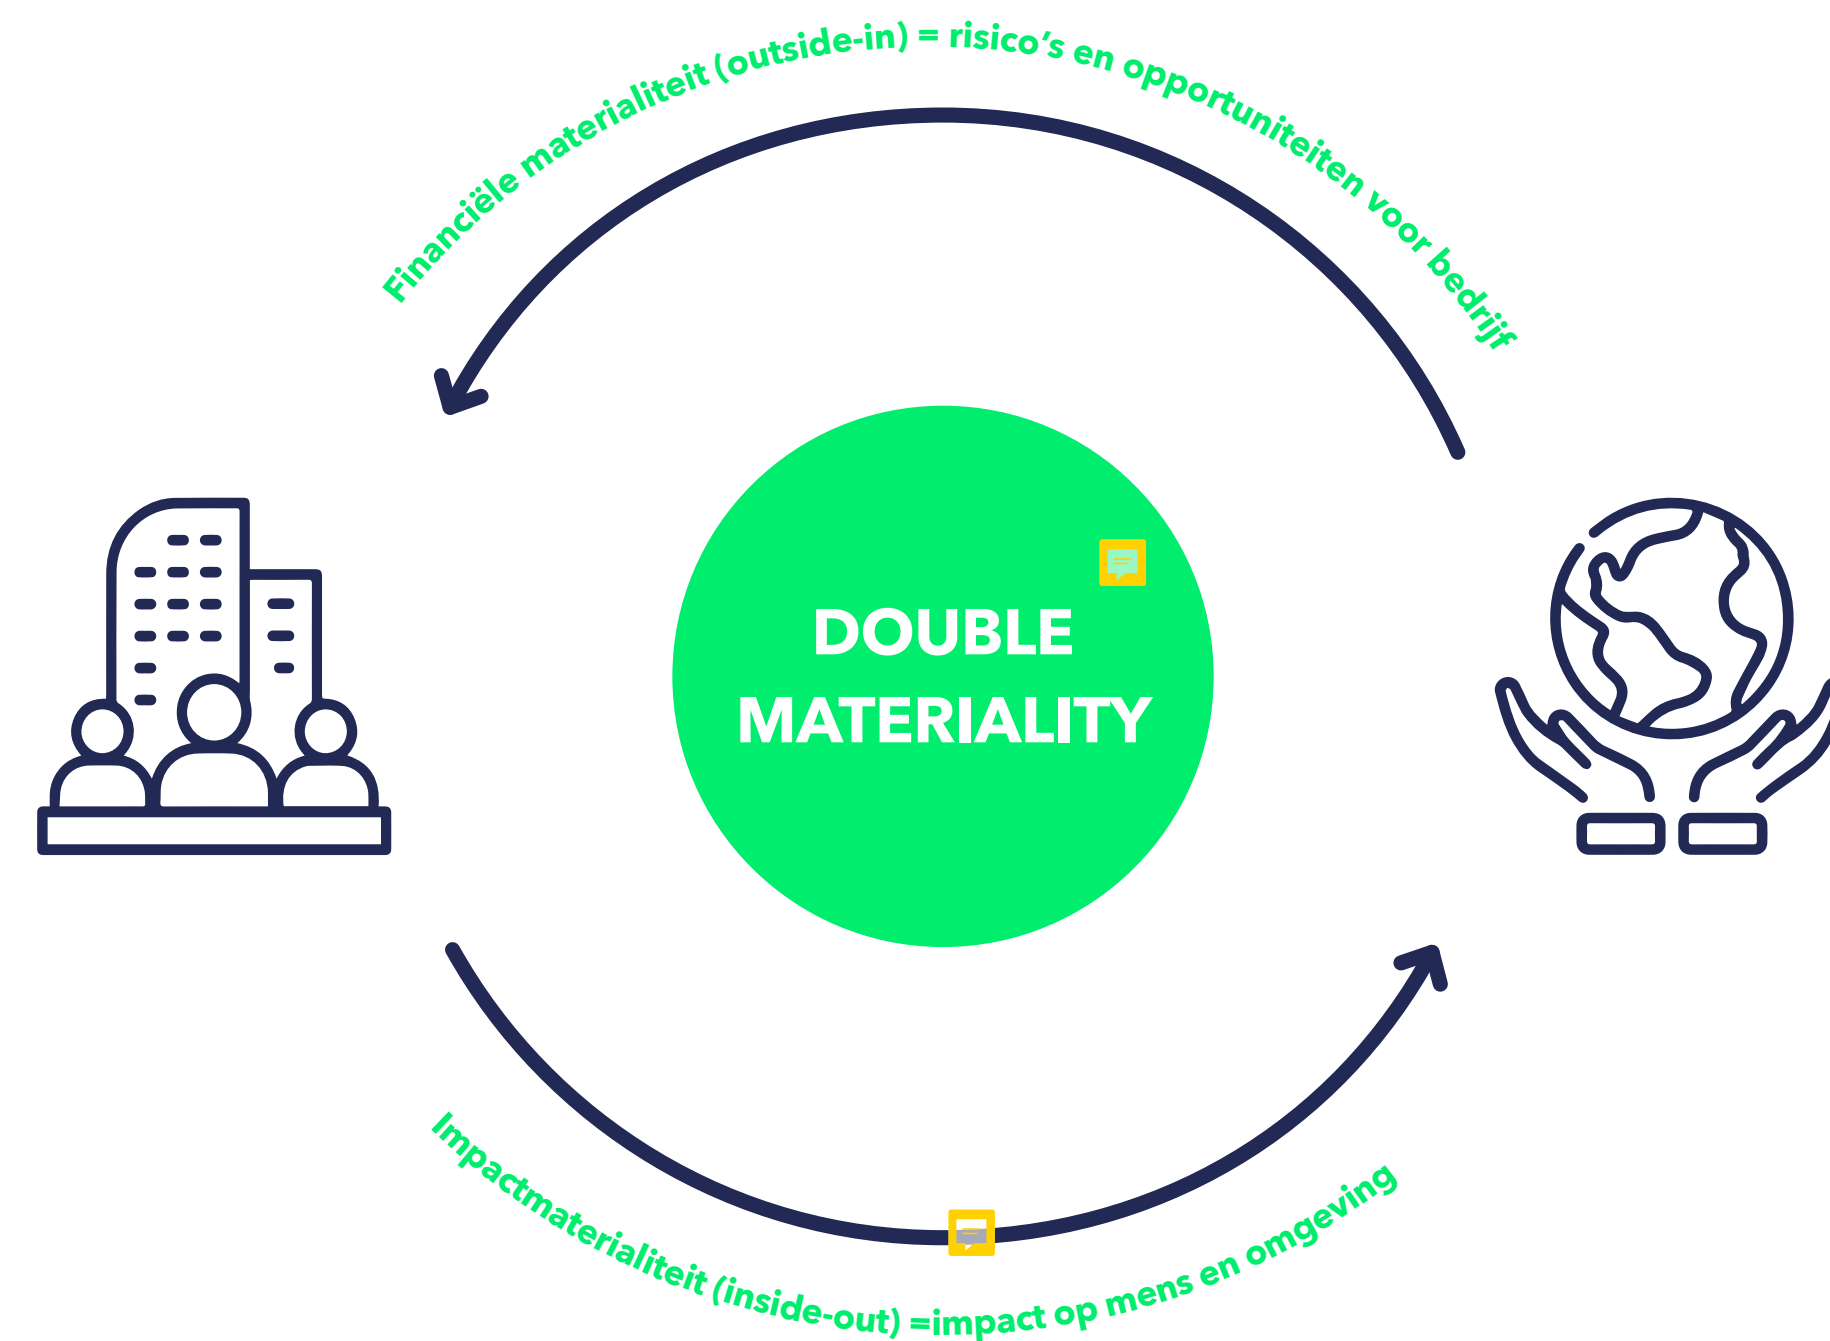 Financiële materialiteit (outside-in) = risico’s en opportuniteiten voor bedrijf
DOUBLE
MATERIALITY
Impactmaterialiteit (inside-out) =impact op mens en omgeving